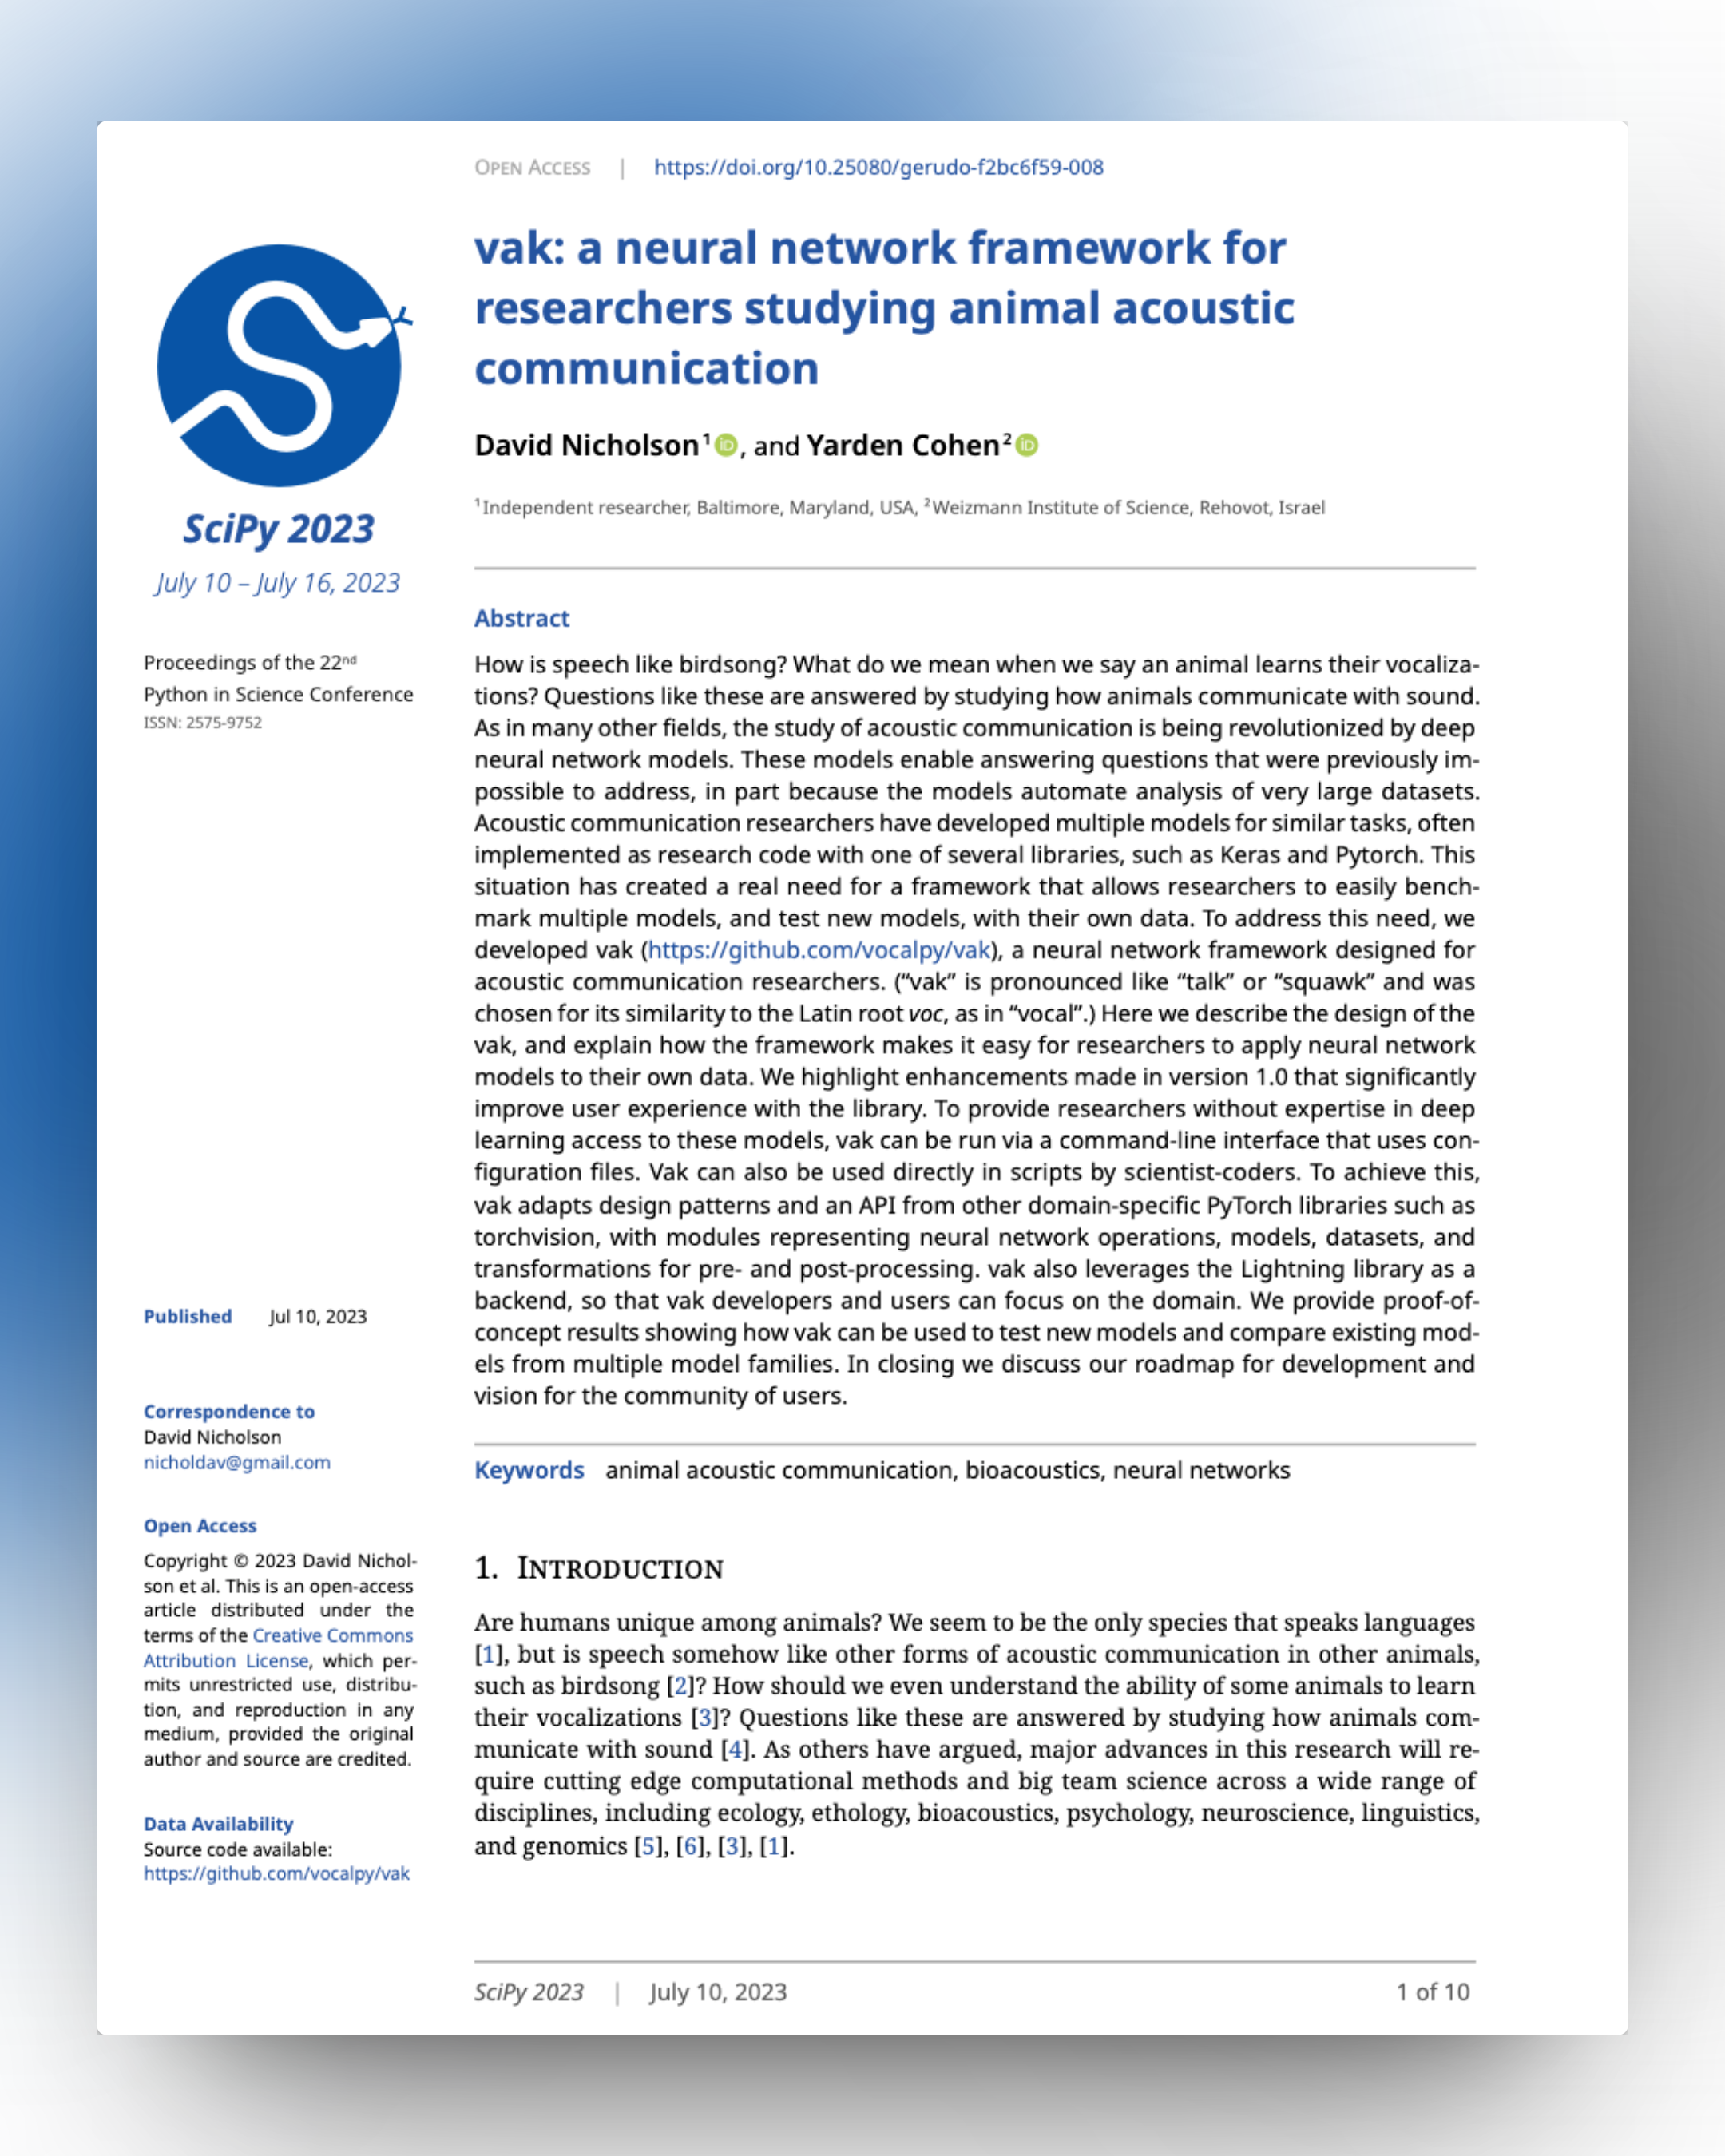 OPEN ACCESS | https://doi.org/10.25080/gerudo-f2bc6f59-008
vak: a neural network framework for
researchers studying animal acoustic
communication
David Nicholson¹ iD, and Yarden Cohen² iD
¹Independent researcher, Baltimore, Maryland, USA, ²Weizmann Institute of Science, Rehovot, Israel
SciPy 2023
July 10 – July 16, 2023
Proceedings of the 22ⁿᵈ
Python in Science Conference
ISSN: 2575-9752
Published Jul 10, 2023
Correspondence to
David Nicholson
nicholdav@gmail.com
Open Access
Copyright © 2023 David Nichol-
son et al. This is an open-access
article distributed under the
terms of the Creative Commons
Attribution License, which per-
mits unrestricted use, distribu-
tion, and reproduction in any
medium, provided the original
author and source are credited.
Data Availability
Source code available:
https://github.com/vocalpy/vak
Abstract
How is speech like birdsong? What do we mean when we say an animal learns their vocaliza-
tions? Questions like these are answered by studying how animals communicate with sound.
As in many other fields, the study of acoustic communication is being revolutionized by deep
neural network models. These models enable answering questions that were previously im-
possible to address, in part because the models automate analysis of very large datasets.
Acoustic communication researchers have developed multiple models for similar tasks, often
implemented as research code with one of several libraries, such as Keras and Pytorch. This
situation has created a real need for a framework that allows researchers to easily bench-
mark multiple models, and test new models, with their own data. To address this need, we
developed vak (https://github.com/vocalpy/vak), a neural network framework designed for
acoustic communication researchers. (“vak” is pronounced like “talk” or “squawk” and was
chosen for its similarity to the Latin root voc, as in “vocal”.) Here we describe the design of the
vak, and explain how the framework makes it easy for researchers to apply neural network
models to their own data. We highlight enhancements made in version 1.0 that significantly
improve user experience with the library. To provide researchers without expertise in deep
learning access to these models, vak can be run via a command-line interface that uses con-
figuration files. Vak can also be used directly in scripts by scientist-coders. To achieve this,
vak adapts design patterns and an API from other domain-specific PyTorch libraries such as
torchvision, with modules representing neural network operations, models, datasets, and
transformations for pre- and post-processing. vak also leverages the Lightning library as a
backend, so that vak developers and users can focus on the domain. We provide proof-of-
concept results showing how vak can be used to test new models and compare existing mod-
els from multiple model families. In closing we discuss our roadmap for development and
vision for the community of users.
Keywords animal acoustic communication, bioacoustics, neural networks
1. INTRODUCTION
Are humans unique among animals? We seem to be the only species that speaks languages
[1], but is speech somehow like other forms of acoustic communication in other animals,
such as birdsong [2]? How should we even understand the ability of some animals to learn
their vocalizations [3]? Questions like these are answered by studying how animals com-
municate with sound [4]. As others have argued, major advances in this research will re-
quire cutting edge computational methods and big team science across a wide range of
disciplines, including ecology, ethology, bioacoustics, psychology, neuroscience, linguistics,
and genomics [5], [6], [3], [1].
SciPy 2023 | July 10, 2023 1 of 10